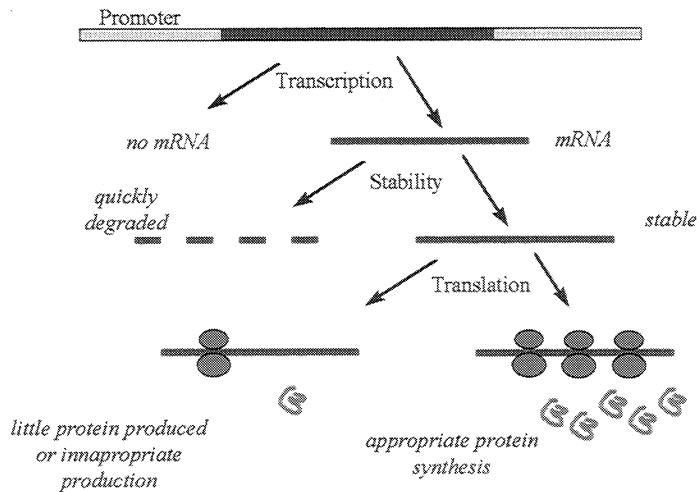 Promoter
Transcription
no mRNA
mRNA
Stability
quickly
degraded
stable
Translation
little protein produced
or innapropriate
production
appropriate protein
synthesis